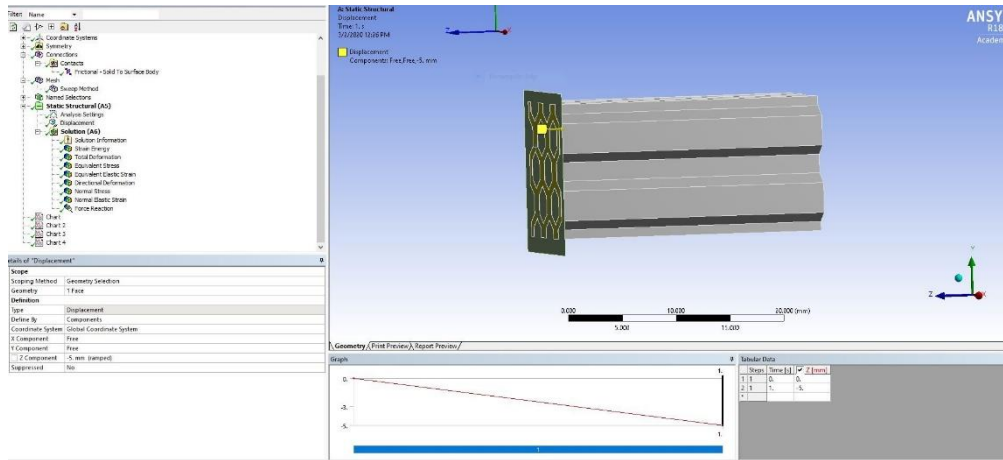 Filter: Name
Coordinate Systems
Symmetry
Connections
Contacts
Frictional - Solid To Surface Body
Mesh
Sweep Method
Named Selections
Static Structural (A5)
Analysis Settings
Displacement
Solution (A6)
Solution Information
Strain Energy
Total Deformation
Equivalent Stress
Equivalent Elastic Strain
Directional Deformation
Normal Stress
Normal Elastic Strain
Force Reaction
Chart
Chart 2
Chart 3
Chart 4
etails of "Displacement"
Scope
Scoping Method Geometry Selection
Geometry 1 Face
Definition
Type Displacement
Define By Components
Coordinate System Global Coordinate System
X Component Free
Y Component Free
Z Component -5. mm (ramped)
Suppressed No
A: Static Structural
Displacement
Time: 1. s
3/2/2020 12:26 PM
Displacement
Components: Free,Free,-5. mm
ANSY
R18
Academ
0.000 10.000 20.000 (mm)
5.000 15.000
Y
Z X
Geometry Print Preview Report Preview
Graph
1.
0.
-3.
-5.
1.
1
Tabular Data
Steps Time [s] Z [mm]
1 1 0. 0.
2 1 1. -5.
*